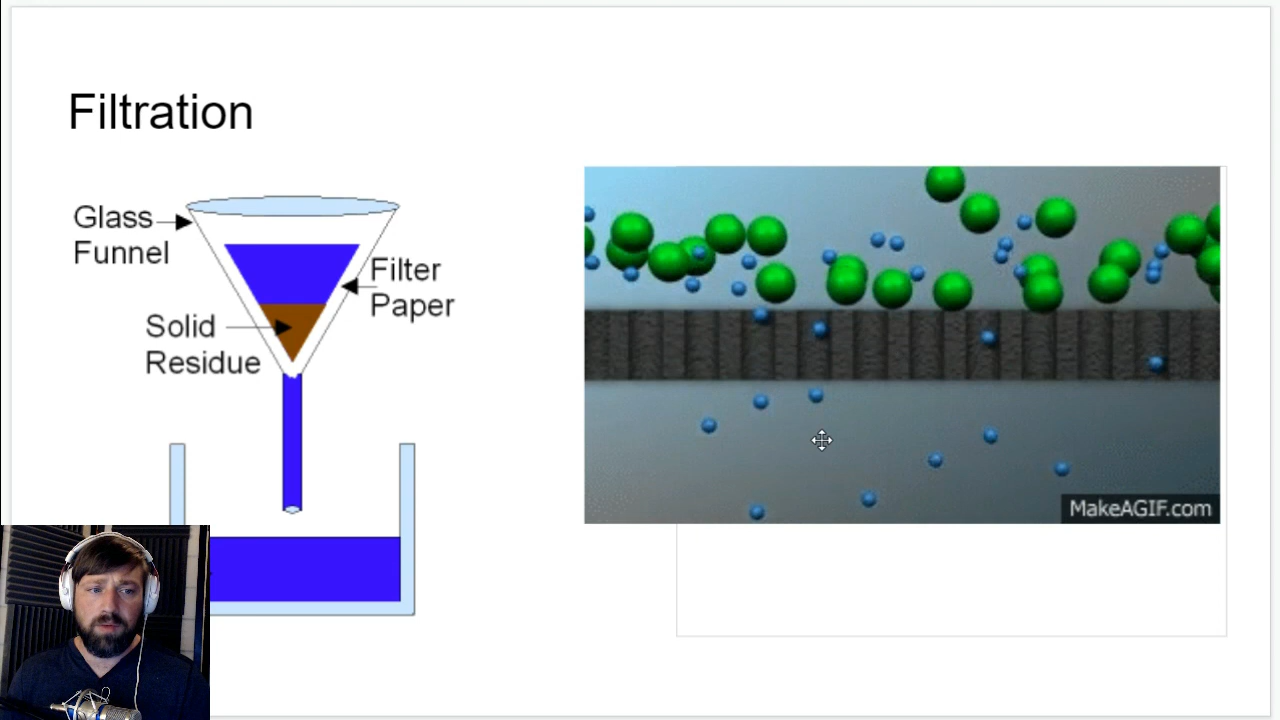 Filtration
Glass
Funnel
Filter
Paper
Solid
Residue
MakeAGIF.com